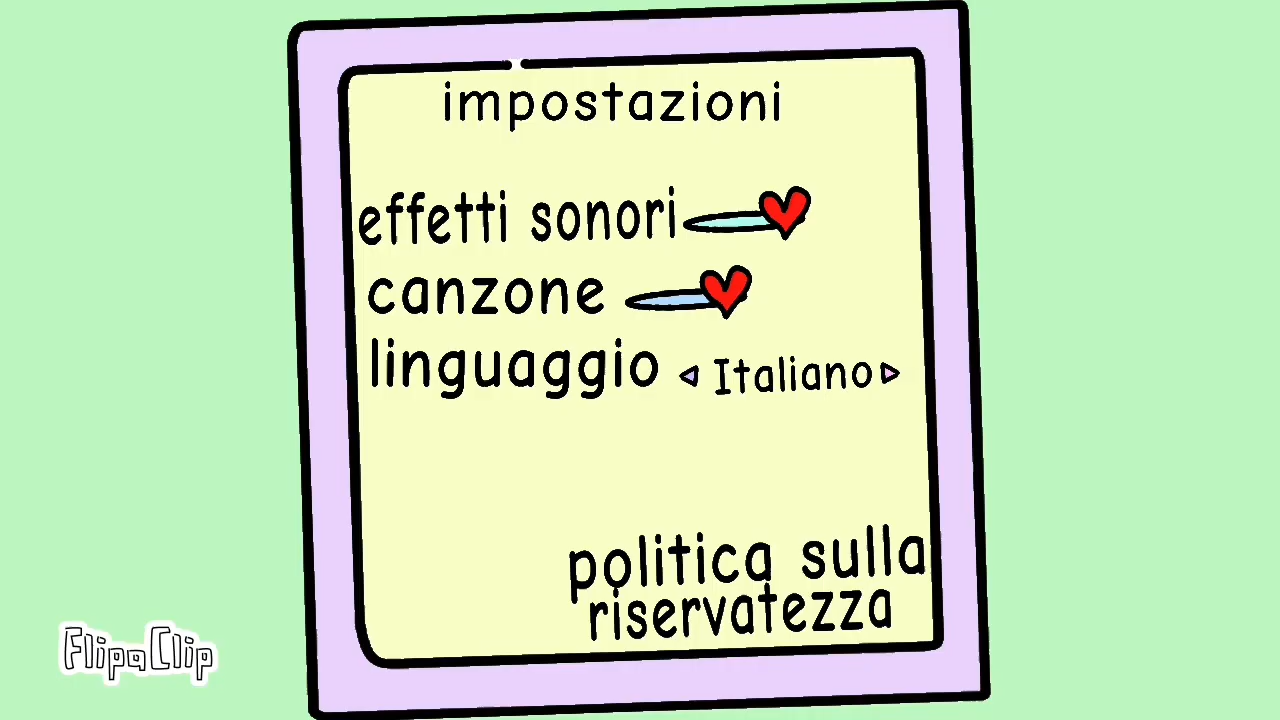 impostazioni
effetti sonori
canzone
linguaggio Italiano
politica sulla
riservatezza
FlipaClip